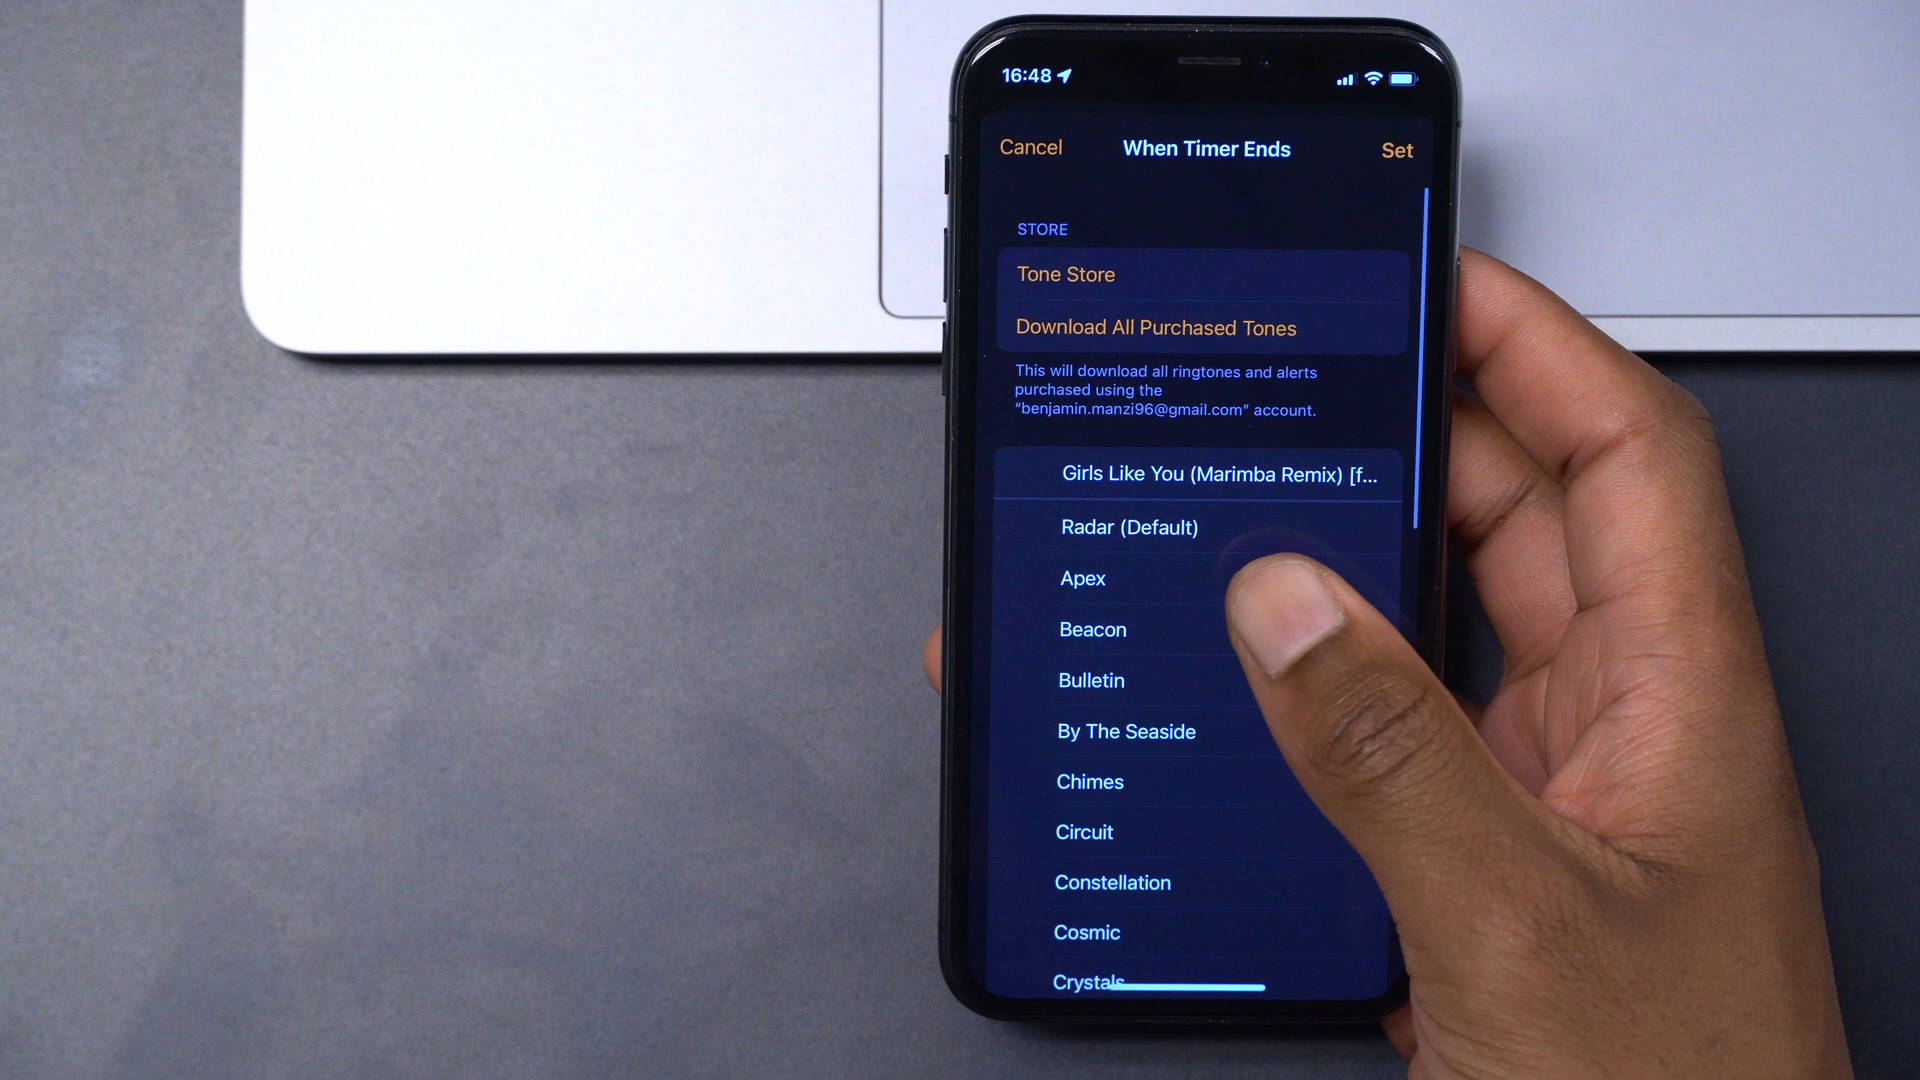 16:48
Cancel When Timer Ends Set
STORE
Tone Store
Download All Purchased Tones
This will download all ringtones and alerts
purchased using the
“benjamin.manzi96@gmail.com” account.
Girls Like You (Marimba Remix) [f...
Radar (Default)
Apex
Beacon
Bulletin
By The Seaside
Chimes
Circuit
Constellation
Cosmic
Crystals